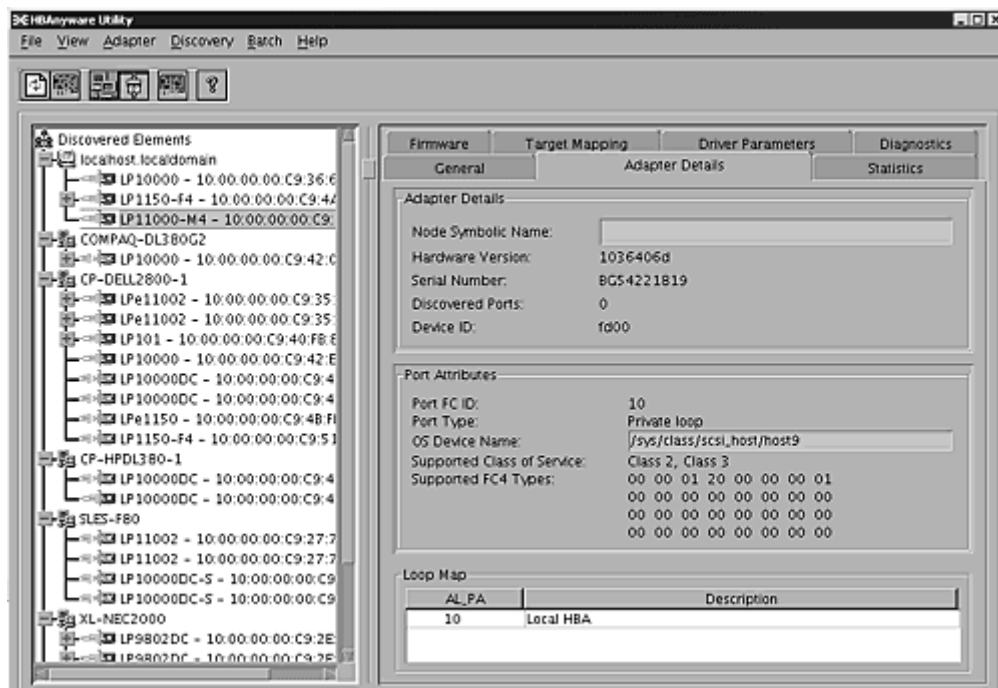 HBAnyware Utility
File View Adapter Discovery Batch Help
Discovered Elements
localhost.localdomain
LP10000 - 10:00:00:00:C9:36:6
LP1150-F4 - 10:00:00:00:C9:4A
LP11000-M4 - 10:00:00:00:C9:
COMPAQ-DL380G2
LP10000 - 10:00:00:00:C9:42:0
CP-DELL2800-1
LPe11002 - 10:00:00:00:C9:35:
LPe11002 - 10:00:00:00:C9:35:
LP101 - 10:00:00:00:C9:40:FB:8
LP10000 - 10:00:00:00:C9:42:E
LP10000DC - 10:00:00:00:C9:4
LP10000DC - 10:00:00:00:C9:4
LPe1150 - 10:00:00:00:C9:4B:F
LP1150-F4 - 10:00:00:00:C9:51
CP-HPDL380-1
LP10000DC - 10:00:00:00:C9:4
LP10000DC - 10:00:00:00:C9:4
SLES-F80
LP11002 - 10:00:00:00:C9:27:7
LP11002 - 10:00:00:00:C9:27:7
LP10000DC-S - 10:00:00:00:C9
LP10000DC-S - 10:00:00:00:C9
XL-NEC2000
LP9802DC - 10:00:00:00:C9:2E:
LP9802DC - 10:00:00:00:C9:2F
Firmware Target Mapping Driver Parameters Diagnostics
General Adapter Details Statistics
Adapter Details
Node Symbolic Name:
Hardware Version: 1036406d
Serial Number: BG54221819
Discovered Ports: 0
Device ID: fd00
Port Attributes
Port FC ID: 10
Port Type: Private loop
OS Device Name: /sys/class/scsi_host/host9
Supported Class of Service: Class 2, Class 3
Supported FC4 Types: 00 00 01 20 00 00 00 01
00 00 00 00 00 00 00 00
00 00 00 00 00 00 00 00
00 00 00 00 00 00 00 00
Loop Map
AL_PA Description
10 Local HBA